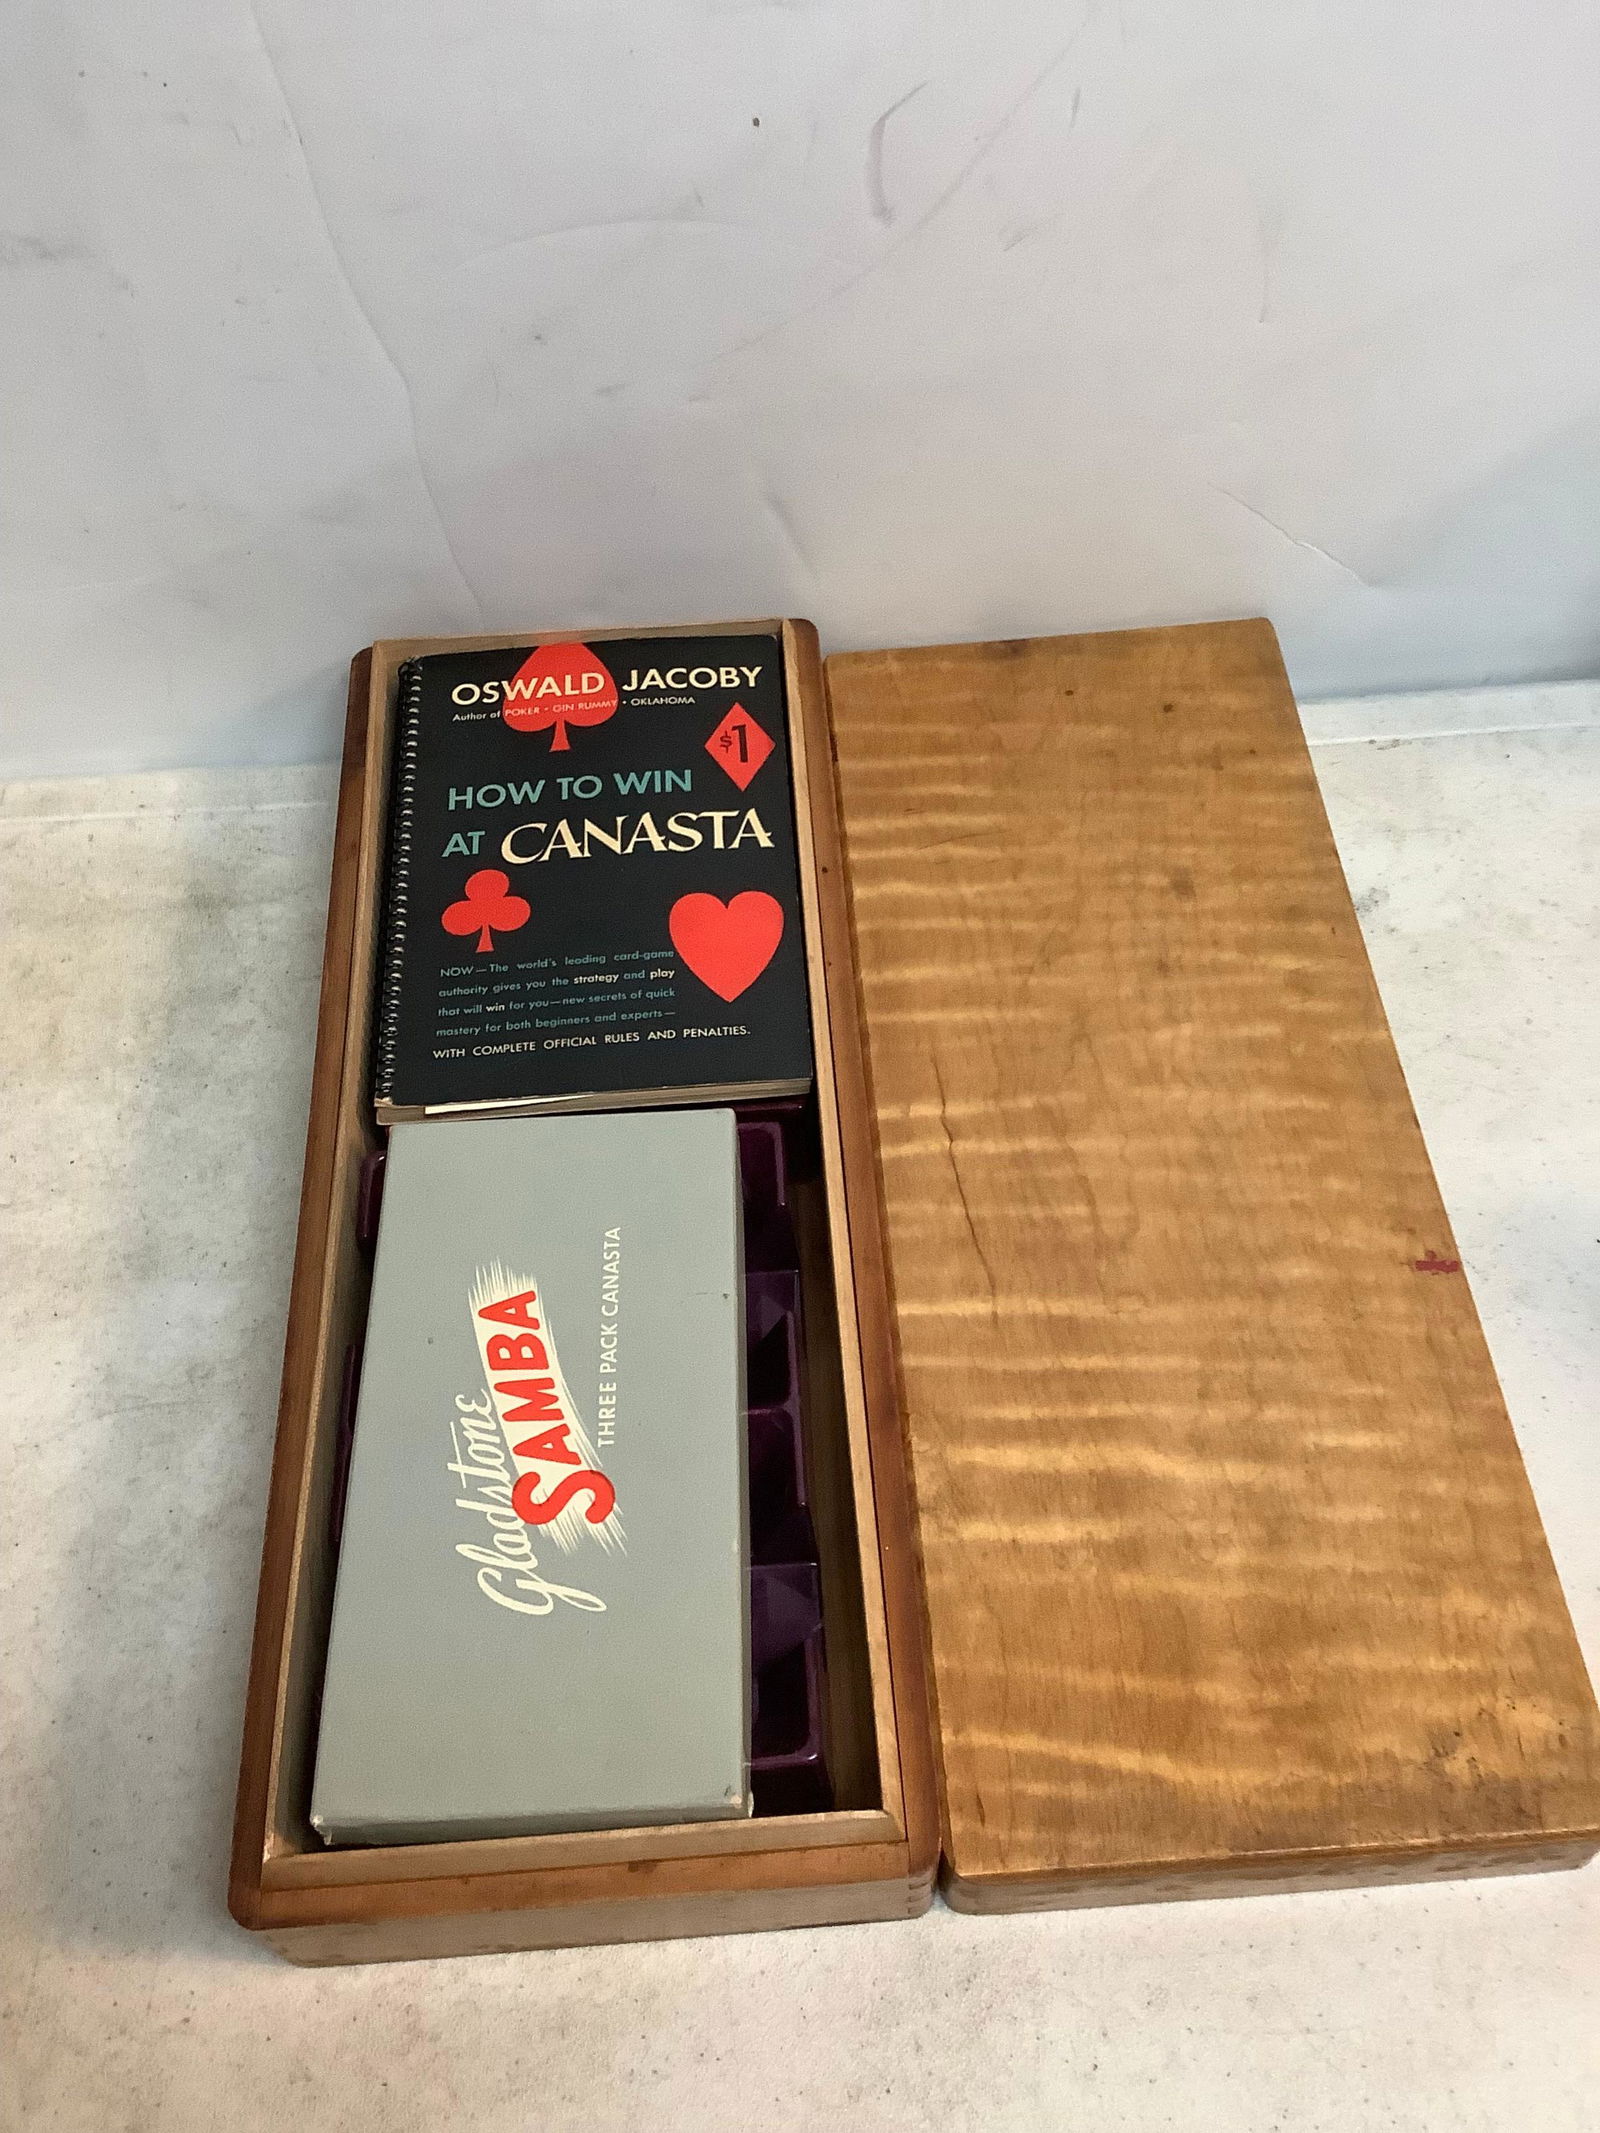 OSWALD JACOBY
Author of POKER • GIN RUMMY • OKLAHOMA
$1
HOW TO WIN
AT CANASTA
NOW—The world's leading card-game
authority gives you the strategy and play
that will win for you—new secrets of quick
mastery for both beginners and experts—
WITH COMPLETE OFFICIAL RULES AND PENALTIES.
Gladstone
SAMBA
THREE PACK CANASTA